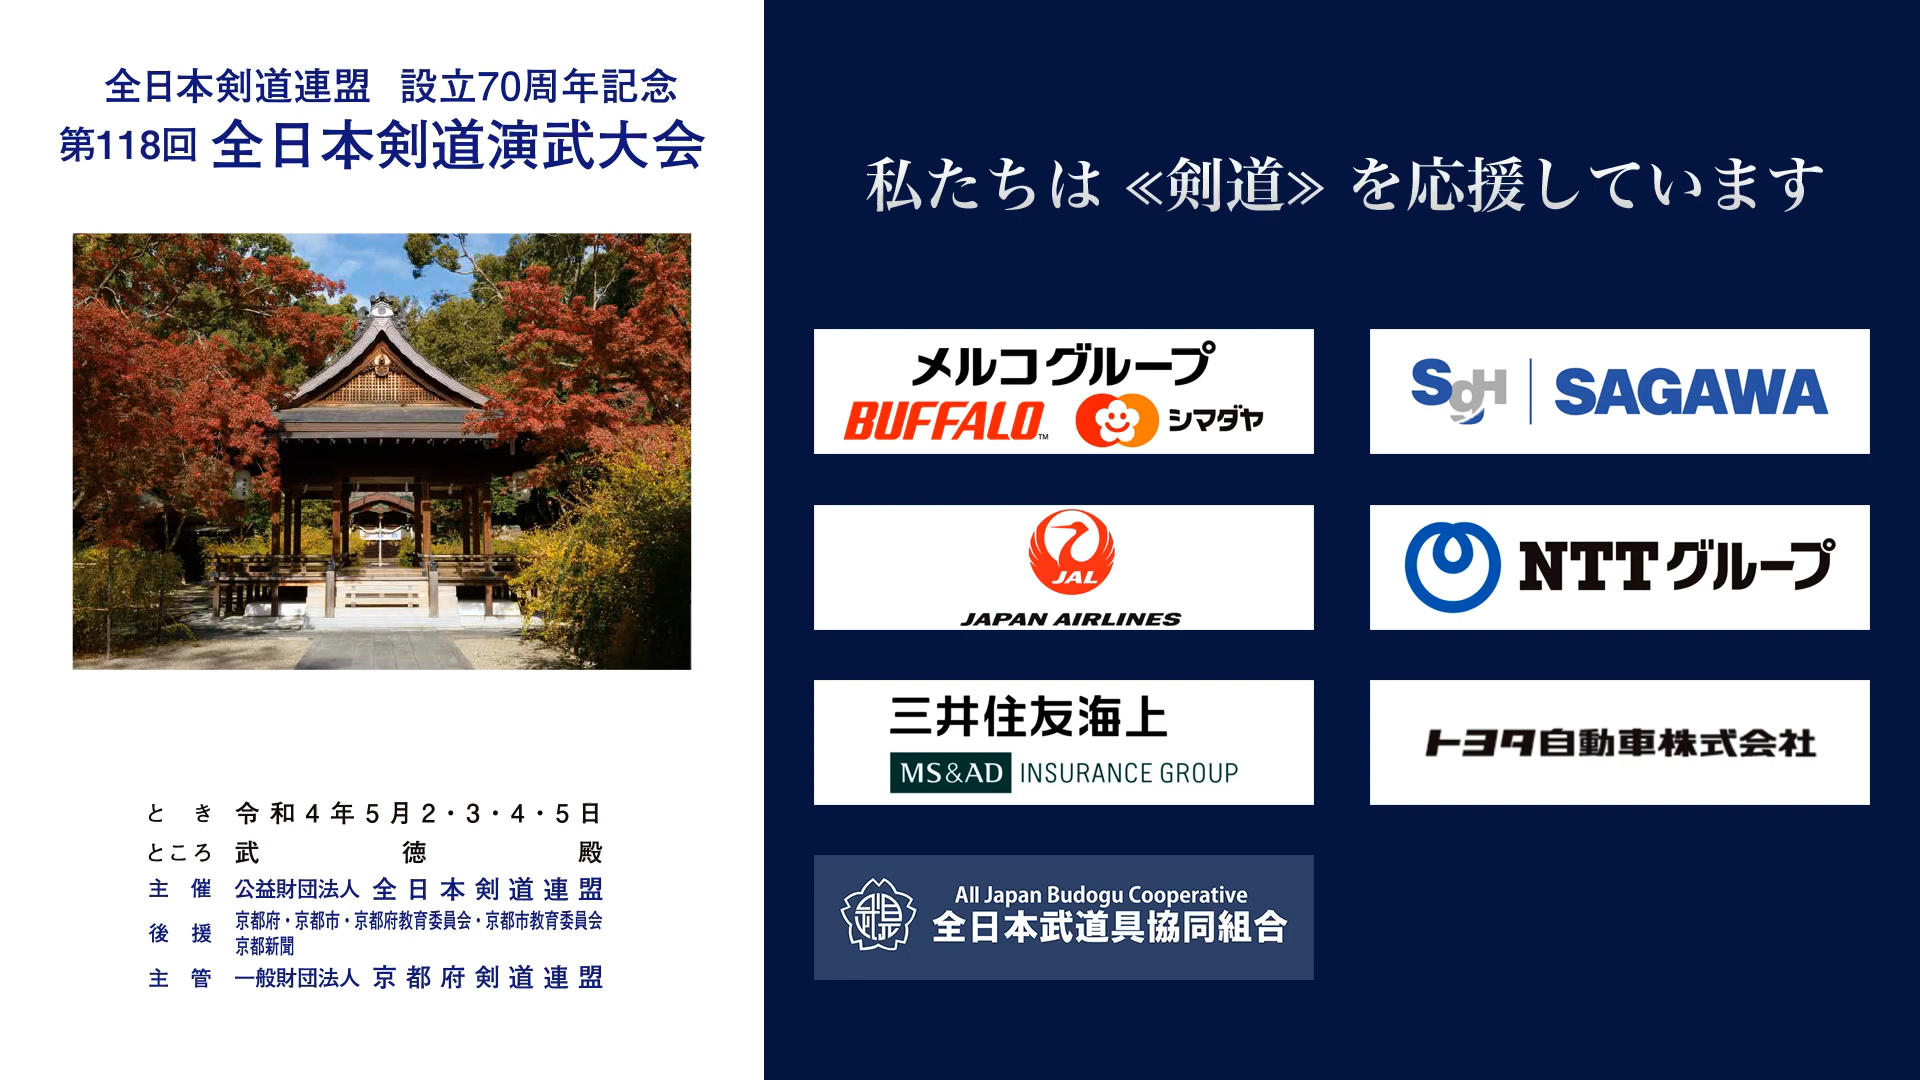 全日本剣道連盟 設立70周年記念
第118回 全日本剣道演武大会
とき 令和4年5月2・3・4・5日
ところ 武徳殿
主催 公益財団法人 全日本剣道連盟
後援 京都府・京都市・京都府教育委員会・京都市教育委員会
京都新聞
主管 一般財団法人 京都府剣道連盟
私たちは ≪剣道≫ を応援しています
メルコグループ
BUFFALO™ シマダヤ
SGH SAGAWA
JAL
JAPAN AIRLINES
NTTグループ
三井住友海上
MS&AD INSURANCE GROUP
トヨタ自動車株式会社
All Japan Budogu Cooperative
全日本武道具協同組合